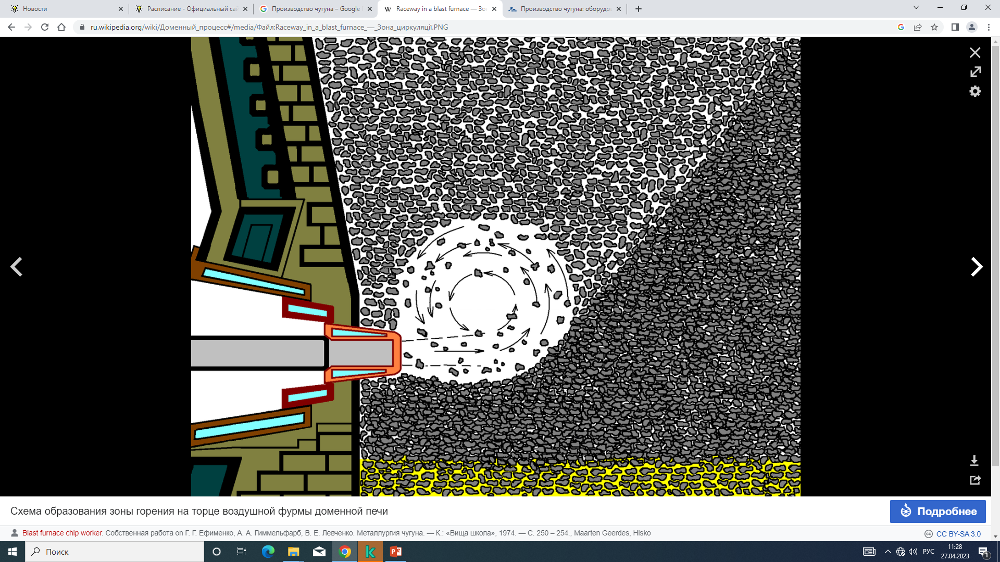 Новости
Расписание - Официальный сай
Производство чугуна – Google
Raceway in a blast furnace — Зо
Производство чугуна: оборудо
ru.wikipedia.org/wiki/Доменный_процесс#/media/Файл:Raceway_in_a_blast_furnace_—_Зона_циркуляції.PNG
Схема образования зоны горения на торце воздушной фурмы доменной печи
Подробнее
Blast furnace chip worker. Собственная работа on Г. Г. Ефименко, А. А. Гиммельфарб, В. Е. Левченко. Металлургия чугуна. — К.: «Вища школа», 1974. — С. 250 – 254., Maarten Geerdes, Hisko
CC BY-SA 3.0
Поиск
РУС
11:28
27.04.2023
1